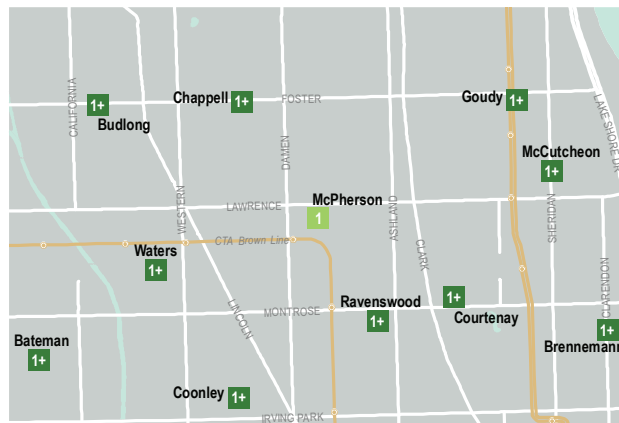 CALIFORNIA
1+
Budlong
Chappell
1+
FOSTER
Goudy
1+
LAKE SHORE DR
DAMEN
McCutcheon
1+
WESTERN
LAWRENCE
McPherson
1
ASHLAND
CLARK
SHERIDAN
CTA Brown Line
Waters
1+
LINCOLN
MONTROSE
Ravenswood
1+
1+
Courtenay
CLARENDON
1+
Brennemann
Bateman
1+
Coonley
1+
IRVING PARK